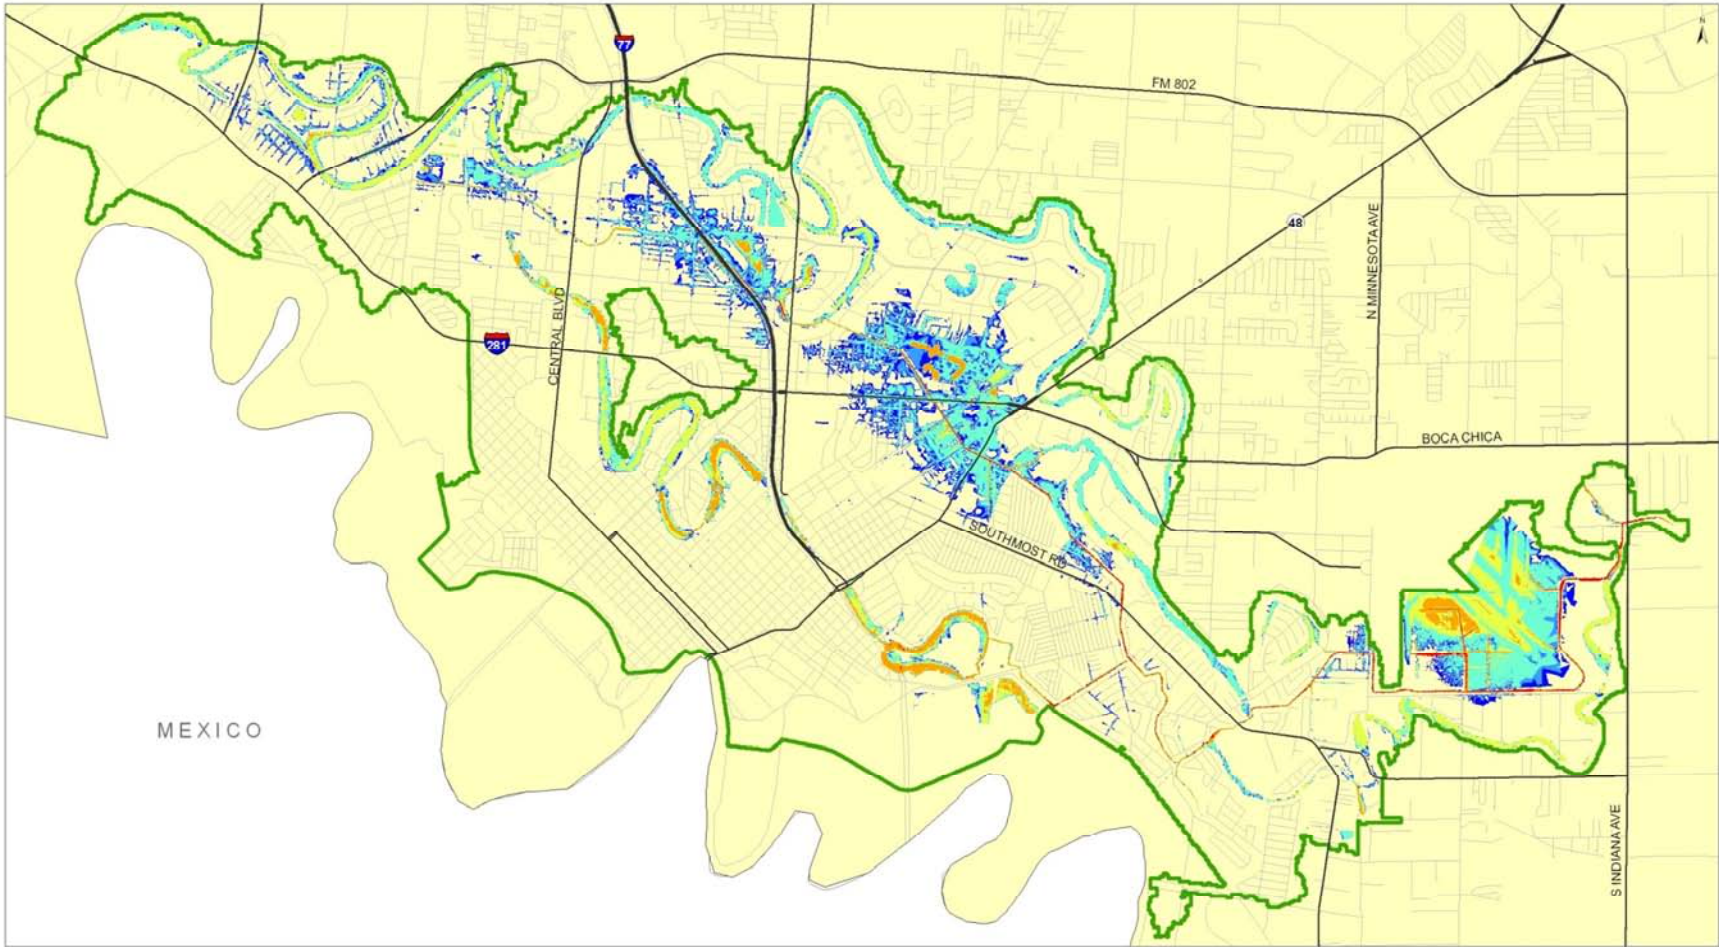 N
77
FM 802
48
N MINNESOTA AVE
CENTRAL BLVD
281
BOCA CHICA
SOUTHMOST RD
MEXICO
S INDIANA AVE